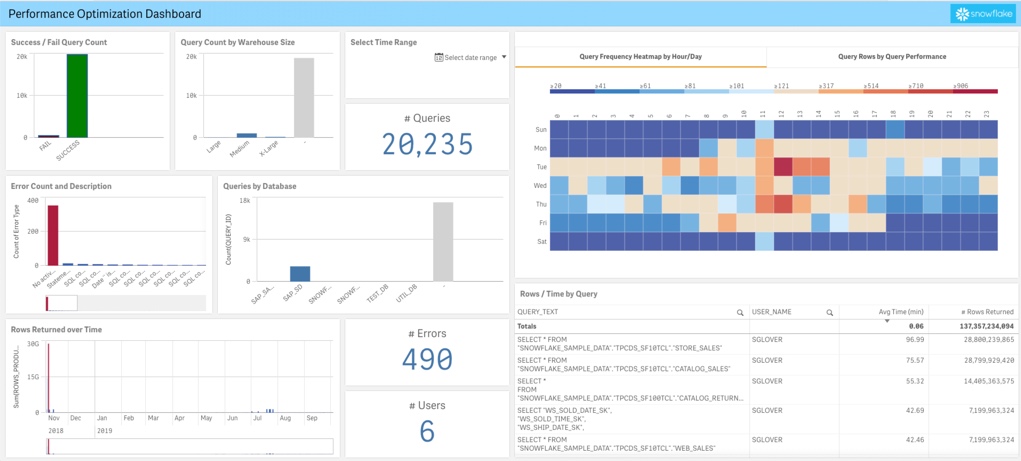 Performance Optimization Dashboard
snowflake
Success / Fail Query Count
20k
10k
0
FAIL
SUCCESS
Query Count by Warehouse Size
20k
10k
0
Large
Medium
X-Large
-
Select Time Range
Select date range
# Queries
20,235
Query Frequency Heatmap by Hour/Day
Query Rows by Query Performance
≥20 ≥41 ≥61 ≥81 ≥101 ≥121 ≥317 ≥514 ≥710 ≥906
0 1 2 3 4 5 6 7 8 9 10 11 12 13 14 15 16 17 18 19 20 21 22 23
Sun
Mon
Tue
Wed
Thu
Fri
Sat
Error Count and Description
Count of Error Type
400
200
0
No activ...
Stateme...
SQL co...
SQL co...
Date ' is...
SQL co...
SQL co...
SQL co...
SQL co...
SQL co...
Queries by Database
Count(QUERY_ID)
18k
9k
0
SAP_SA...
SAP_SD
SNOWF...
SNOWF...
TEST_DB
UTIL_DB
-
Rows Returned over Time
Sum(ROWS_PRODU...
30G
15G
0
Nov Dec Jan Feb Mar Apr May Jun Jul Aug Sep
2018 2019
# Errors
490
# Users
6
Rows / Time by Query
QUERY_TEXT USER_NAME Avg Time (min) # Rows Returned
Totals 0.06 137,357,234,094
SELECT * FROM SGLOVER 96.99 28,800,239,865
"SNOWFLAKE_SAMPLE_DATA"."TPCDS_SF10TCL"."STORE_SALES"
SELECT * FROM SGLOVER 75.57 28,799,929,420
"SNOWFLAKE_SAMPLE_DATA"."TPCDS_SF10TCL"."CATALOG_SALES"
SELECT * SGLOVER 55.32 14,405,363,575
FROM
"SNOWFLAKE_SAMPLE_DATA"."TPCDS_SF100TCL"."CATALOG_RETURN...
SELECT "WS_SOLD_DATE_SK", SGLOVER 42.69 7,199,963,324
"WS_SOLD_TIME_SK",
"WS_SHIP_DATE_SK",
SELECT * FROM SGLOVER 42.46 7,199,963,324
"SNOWFLAKE_SAMPLE_DATA"."TPCDS_SF10TCL"."WEB_SALES"